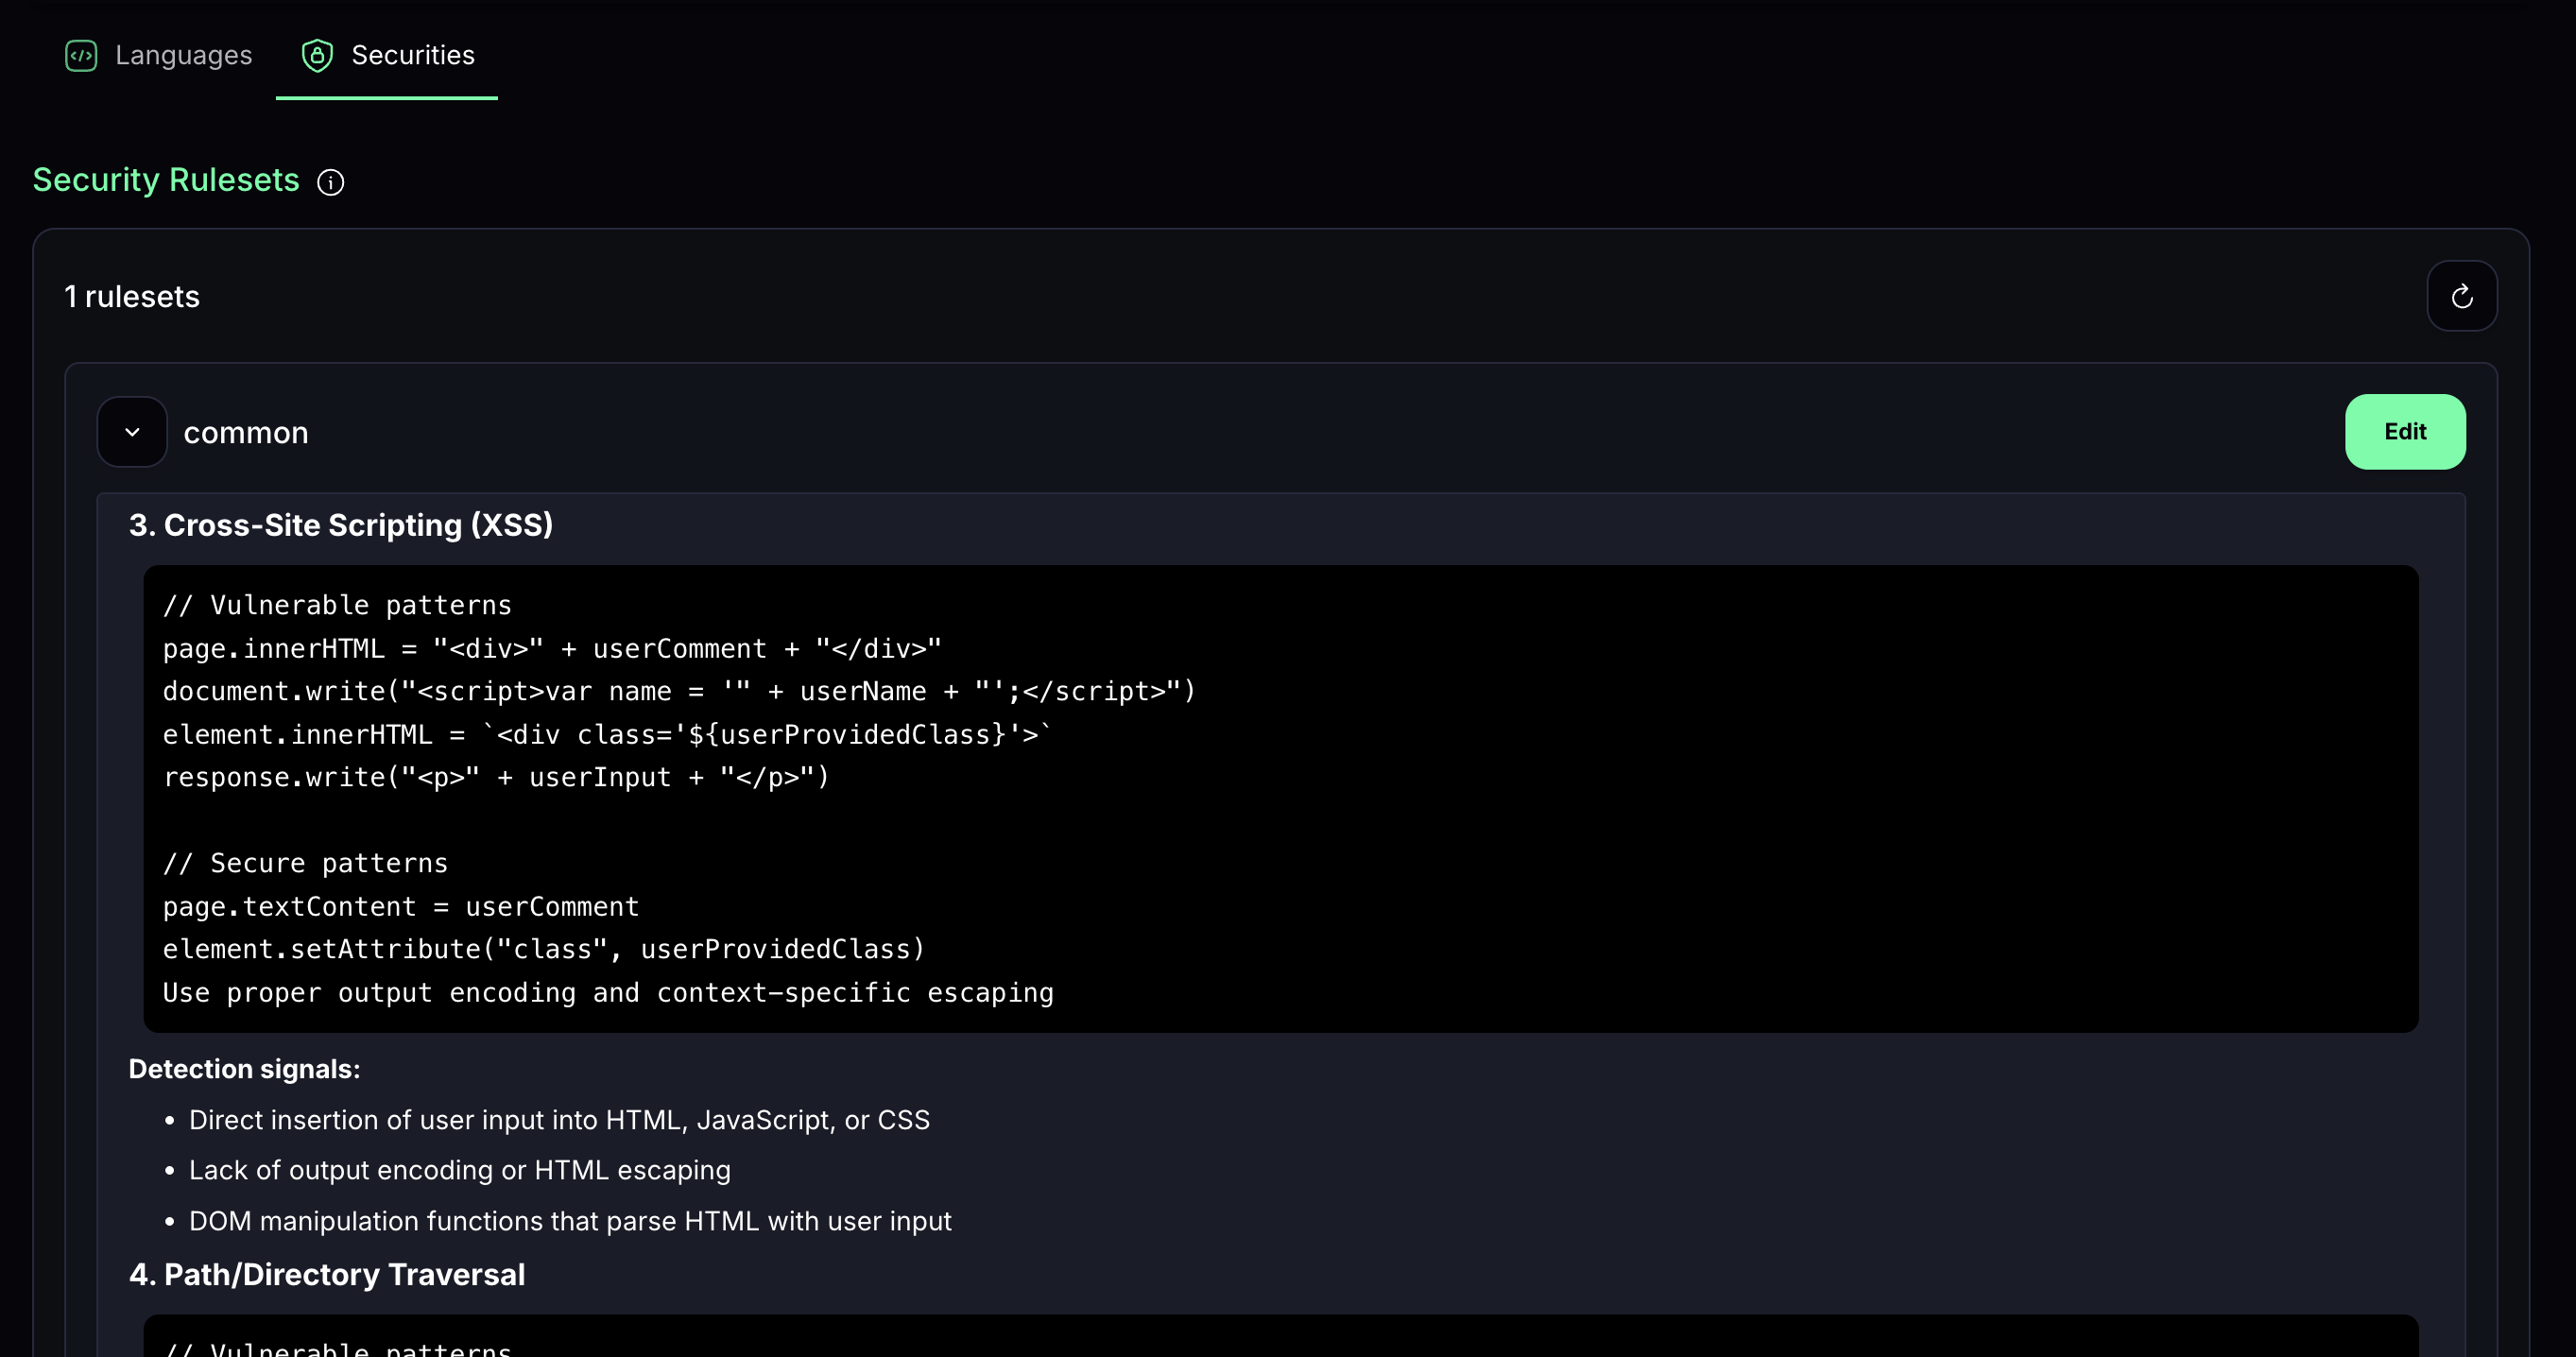 Languages
Securities
Security Rulesets
1 rulesets
common
Edit
3. Cross-Site Scripting (XSS)
// Vulnerable patterns
page.innerHTML = "<div>" + userComment + "</div>"
document.write("<script>var name = '" + userName + "';</script>")
element.innerHTML = `<div class='${userProvidedClass}'>`
response.write("<p>" + userInput + "</p>")
// Secure patterns
page.textContent = userComment
element.setAttribute("class", userProvidedClass)
Use proper output encoding and context-specific escaping
Detection signals:
• Direct insertion of user input into HTML, JavaScript, or CSS
• Lack of output encoding or HTML escaping
• DOM manipulation functions that parse HTML with user input
4. Path/Directory Traversal
// Vulnerable patterns